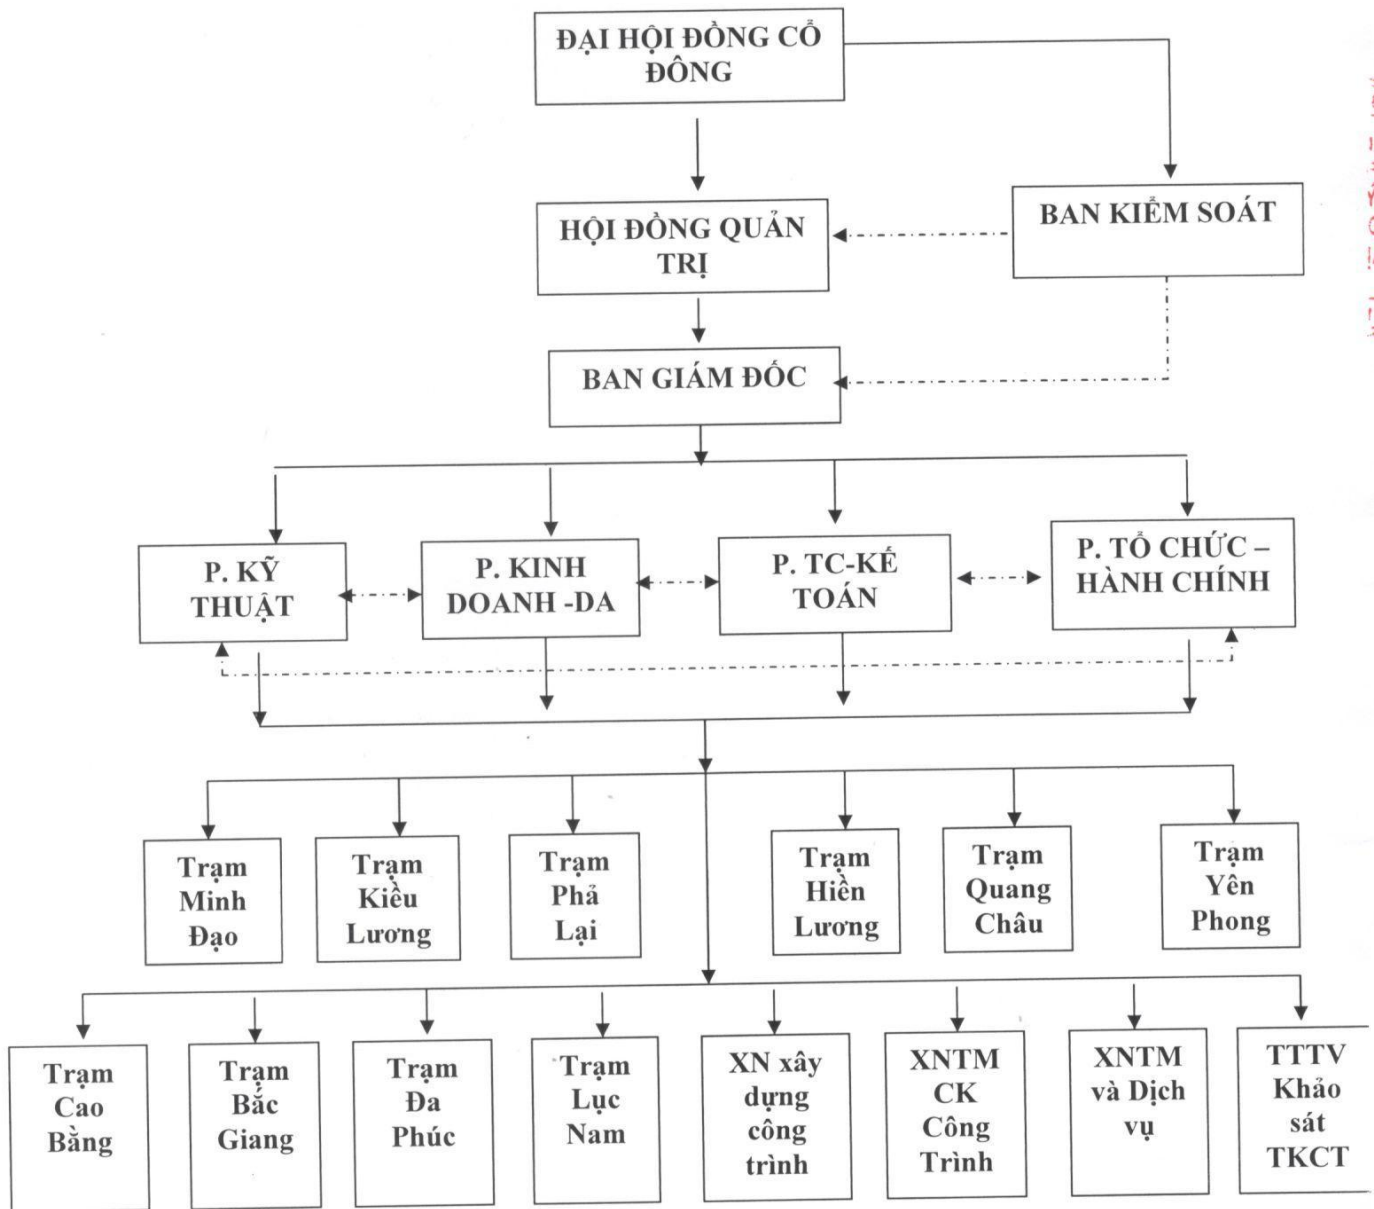 ĐẠI HỘI ĐỒNG CỔ
ĐÔNG
BAN KIỂM SOÁT
HỘI ĐỒNG QUẢN
TRỊ
BAN GIÁM ĐỐC
P. KỸ
THUẬT
P. KINH
DOANH -DA
P. TC-KẾ
TOÁN
P. TỔ CHỨC –
HÀNH CHÍNH
Trạm
Minh
Đạo
Trạm
Kiều
Lương
Trạm
Phả
Lại
Trạm
Hiền
Lương
Trạm
Quang
Châu
Trạm
Yên
Phong
Trạm
Cao
Bằng
Trạm
Bắc
Giang
Trạm
Đa
Phúc
Trạm
Lục
Nam
XN xây
dựng
công
trình
XNTM
CK
Công
Trình
XNTM
và Dịch
vụ
TTTV
Khảo
sát
TKCT